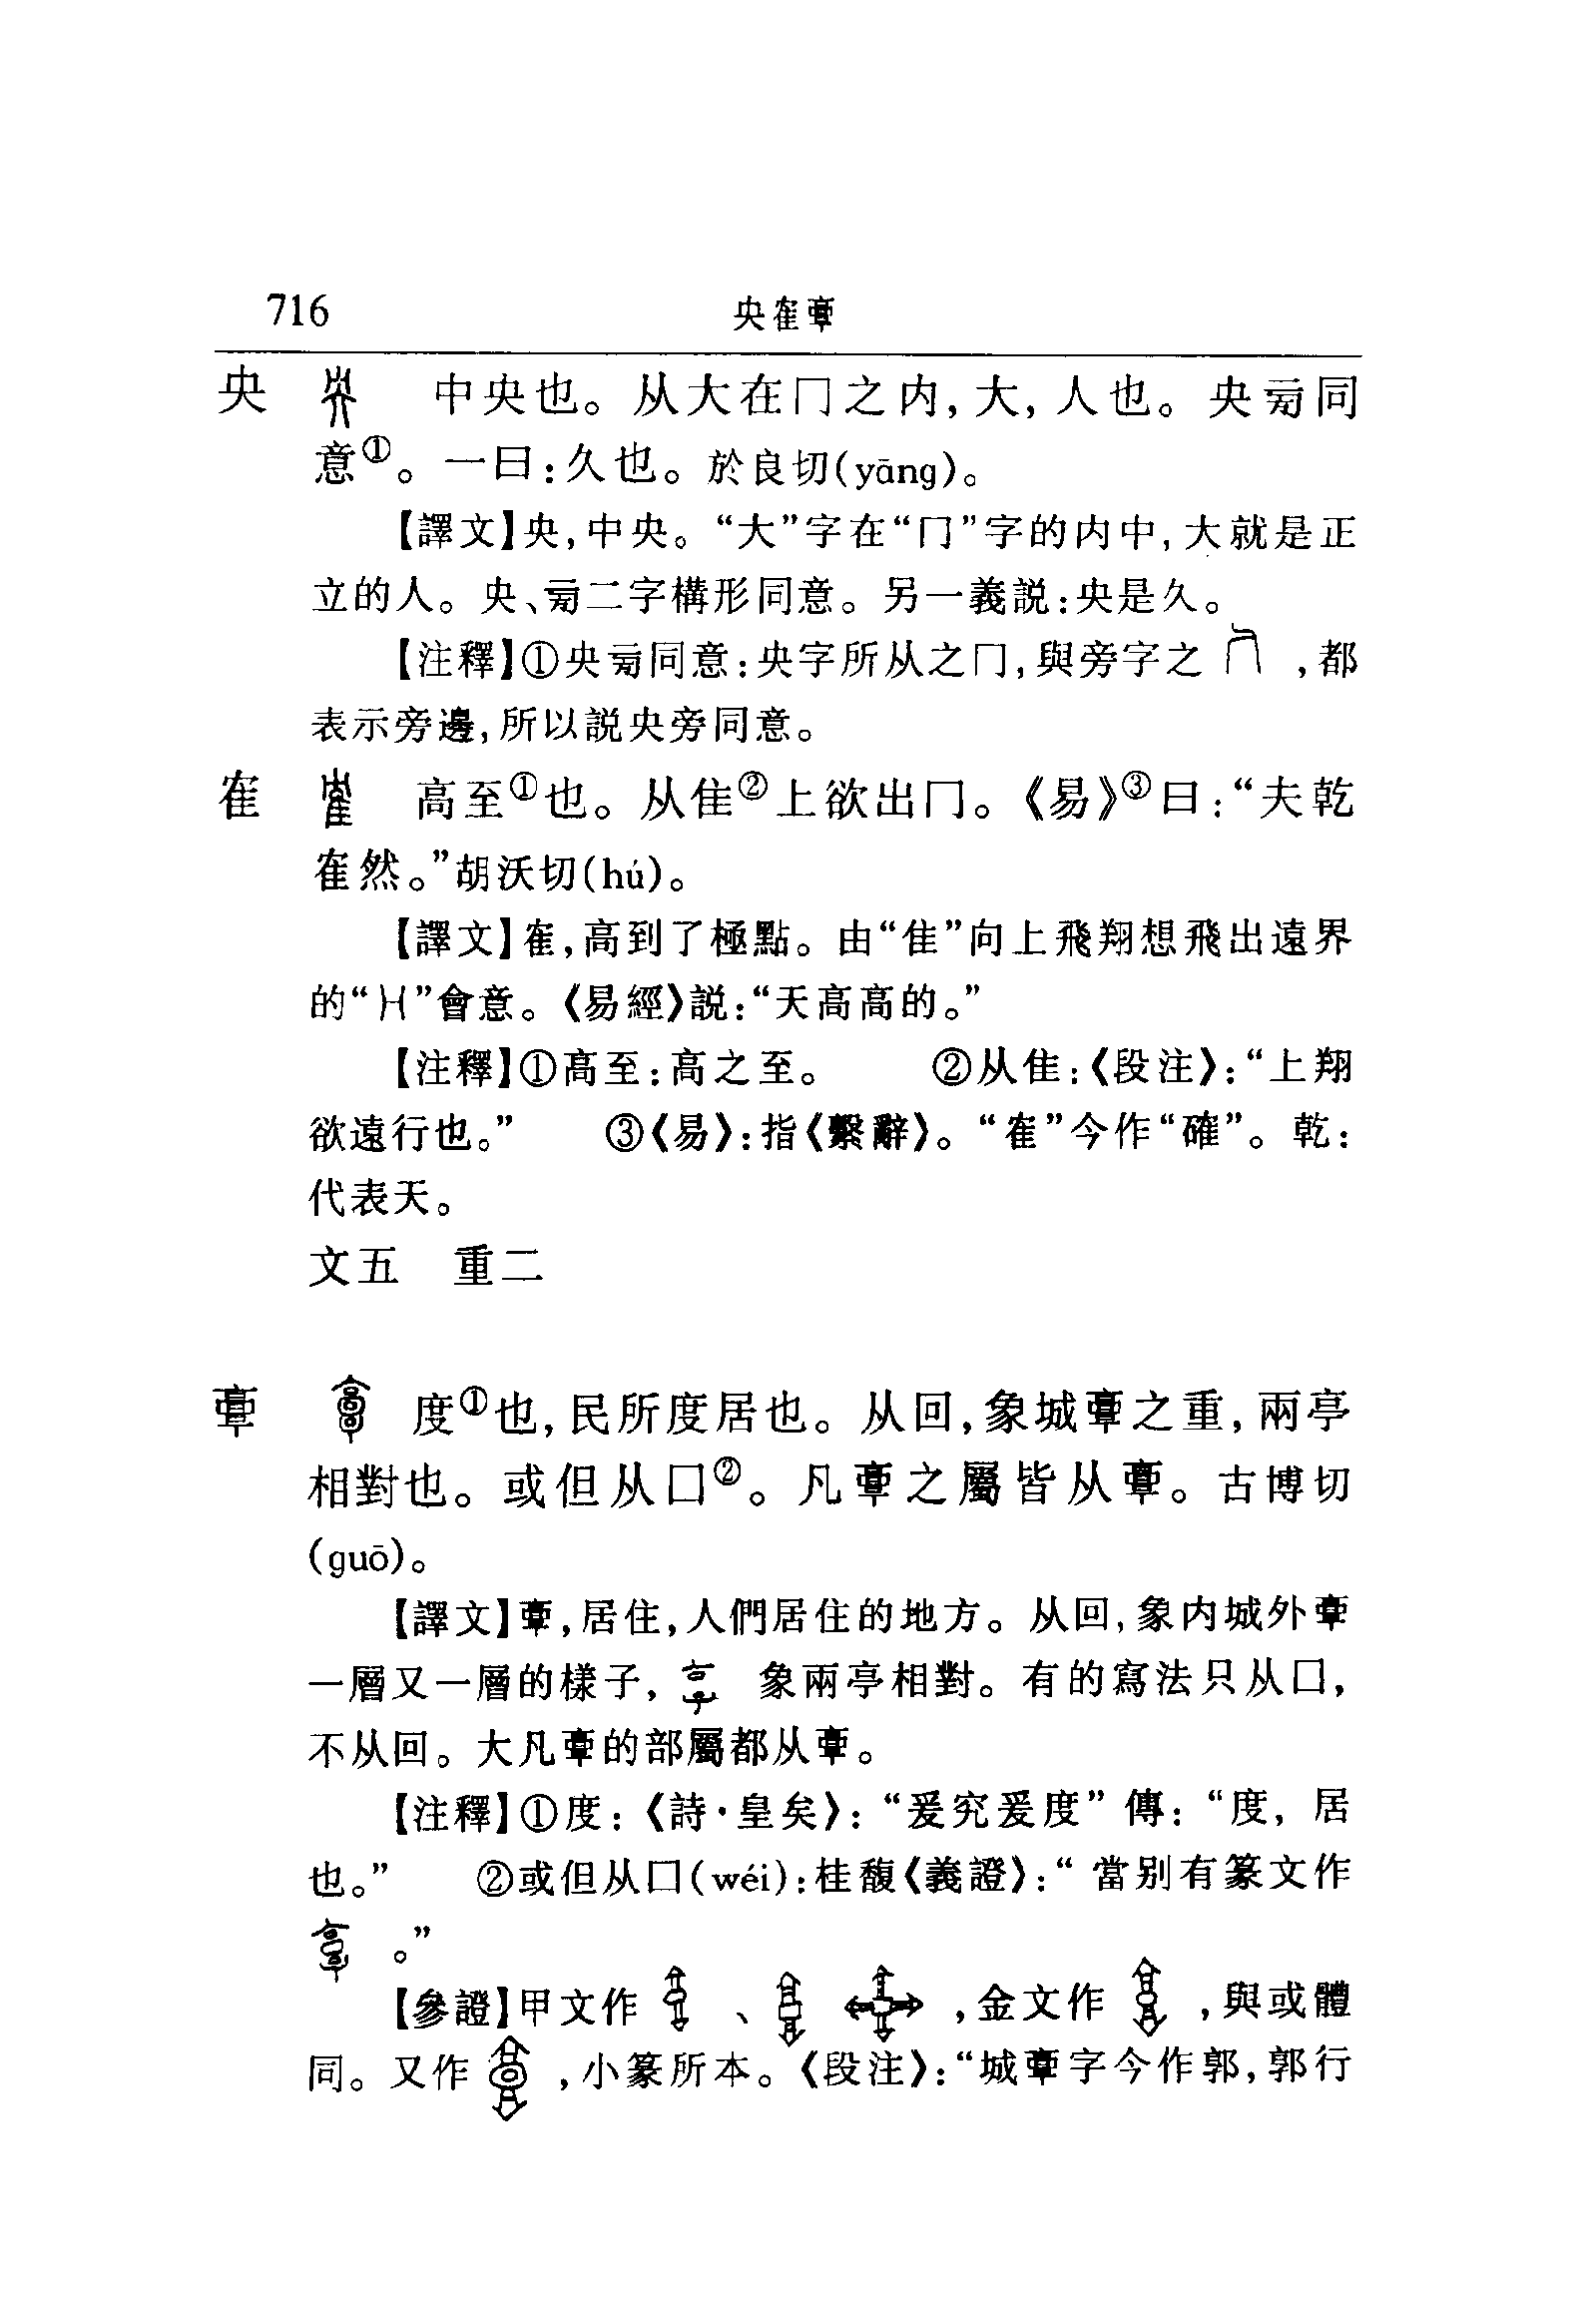 716 央隺𩫏
央 中央也。从大在冂之内,大,人也。央㫄同
意①。一曰:久也。於良切(yāng)。
【譯文】央,中央。“大”字在“冂”字的内中,大就是正
立的人。央、㫄二字構形同意。另一義説:央是久。
【注釋】①央㫄同意:央字所从之冂,與旁字之 ,都
表示旁邊,所以説央旁同意。
隺 高至①也。从隹②上欲出冂。《易》③曰:“夫乾
隺然。”胡沃切(hú)。
【譯文】隺,高到了極點。由“隹”向上飛翔想飛出遠界
的“”會意。《易經》説:“天高高的。”
【注釋】①高至:高之至。 ②从隹:《段注》:“上翔
欲遠行也。” ③《易》:指《繫辭》。“隺”今作“確”。乾:
代表天。
文五 重二
𩫏 度①也,民所度居也。从回,象城𩫏之重,兩亭
相對也。或但从囗②。凡𩫏之屬皆从𩫏。古博切
(guō)。
【譯文】𩫏,居住,人們居住的地方。从回,象内城外𩫏
一層又一層的樣子, 象兩亭相對。有的寫法只从囗,
不从回。大凡𩫏的部屬都从𩫏。
【注釋】①度:《詩·皇矣》:“爰究爰度”傳:“度,居
也。” ②或但从囗(wéi):桂馥《義證》:“當别有篆文作
。”
【參證】甲文作 、 ,金文作 ,與或體
同。又作 ,小篆所本。《段注》:“城𩫏字今作郭,郭行